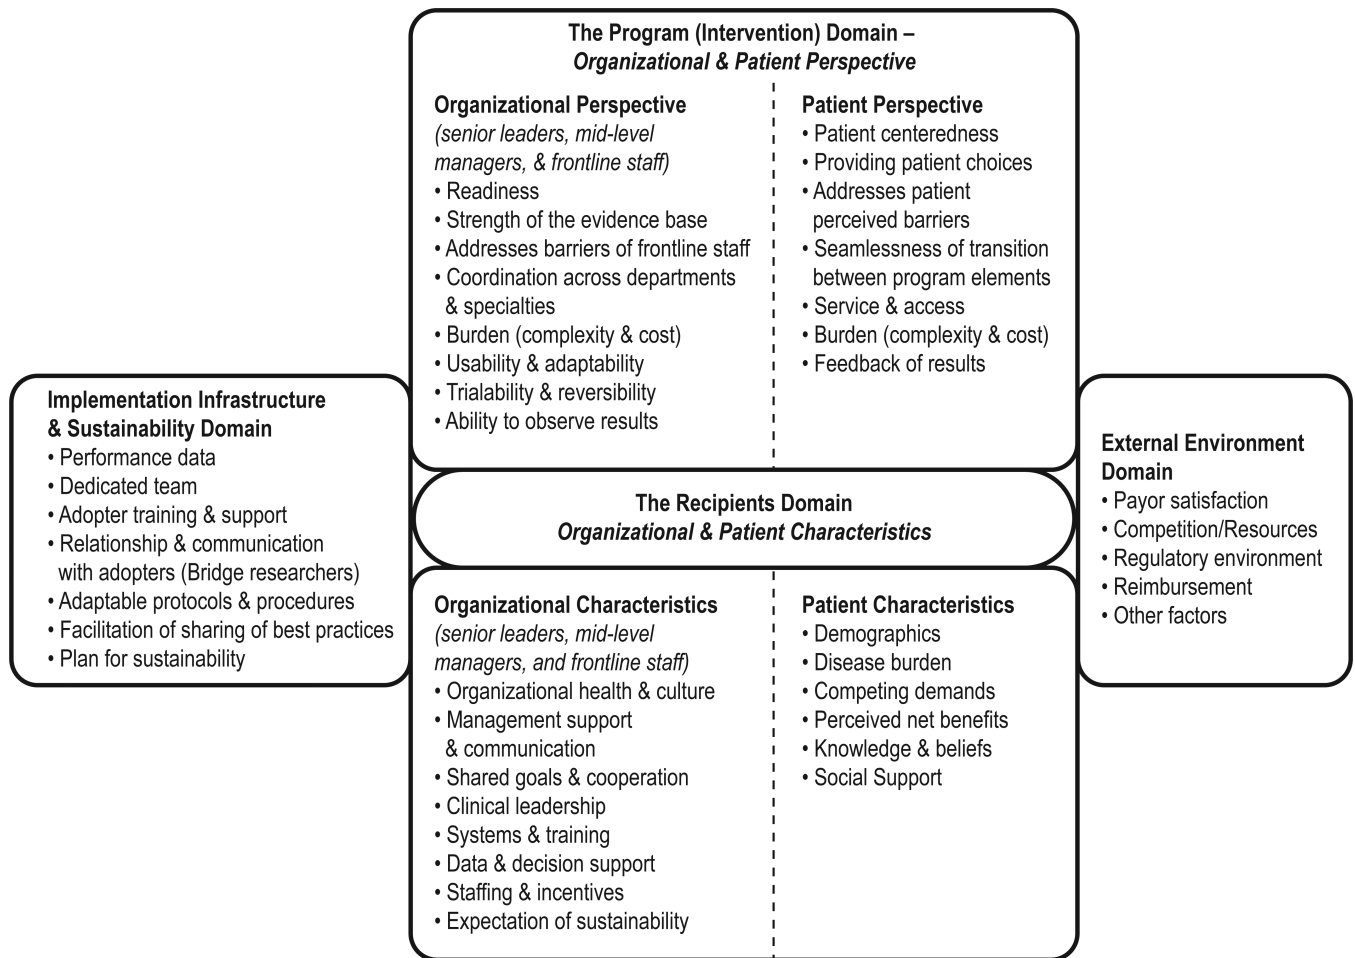 The Program (Intervention) Domain –
Organizational & Patient Perspective
Organizational Perspective
(senior leaders, mid-level
managers, & frontline staff)
• Readiness
• Strength of the evidence base
• Addresses barriers of frontline staff
• Coordination across departments
& specialties
• Burden (complexity & cost)
• Usability & adaptability
• Trialability & reversibility
• Ability to observe results
Patient Perspective
• Patient centeredness
• Providing patient choices
• Addresses patient
perceived barriers
• Seamlessness of transition
between program elements
• Service & access
• Burden (complexity & cost)
• Feedback of results
Implementation Infrastructure
& Sustainability Domain
• Performance data
• Dedicated team
• Adopter training & support
• Relationship & communication
with adopters (Bridge researchers)
• Adaptable protocols & procedures
• Facilitation of sharing of best practices
• Plan for sustainability
The Recipients Domain
Organizational & Patient Characteristics
External Environment
Domain
• Payor satisfaction
• Competition/Resources
• Regulatory environment
• Reimbursement
• Other factors
Organizational Characteristics
(senior leaders, mid-level
managers, and frontline staff)
• Organizational health & culture
• Management support
& communication
• Shared goals & cooperation
• Clinical leadership
• Systems & training
• Data & decision support
• Staffing & incentives
• Expectation of sustainability
Patient Characteristics
• Demographics
• Disease burden
• Competing demands
• Perceived net benefits
• Knowledge & beliefs
• Social Support